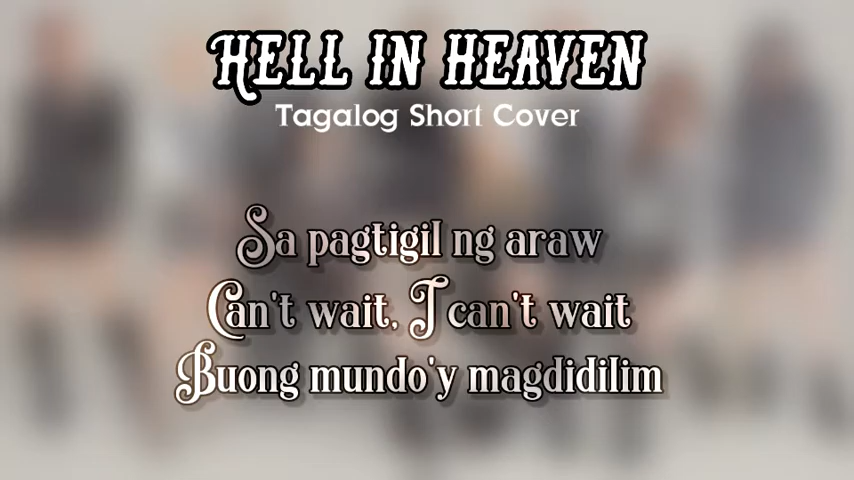 HELL IN HEAVEN
Tagalog Short Cover
Sa pagtigil ng araw
Can't wait, I can't wait
Buong mundo'y magdidilim